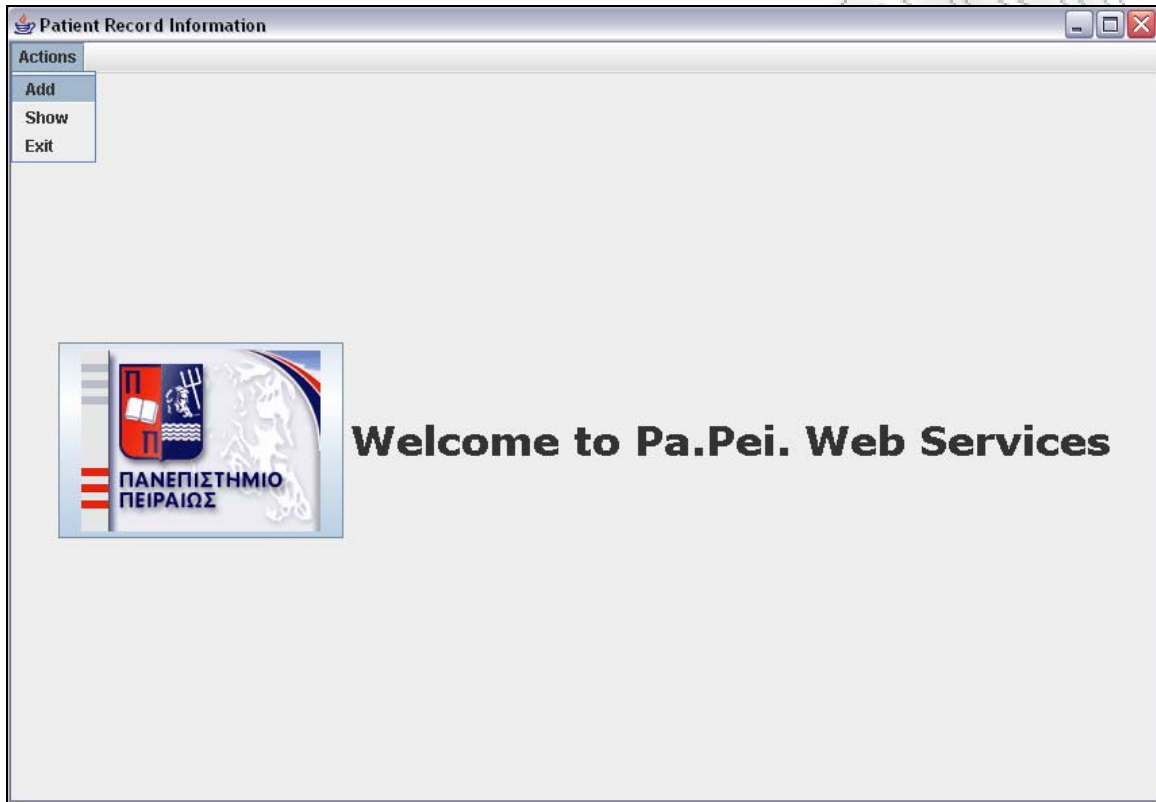 Patient Record Information
Actions
Add
Show
Exit
Π
Π
ΠΑΝΕΠΙΣΤΗΜΙΟ
ΠΕΙΡΑΙΩΣ
Welcome to Pa.Pei. Web Services